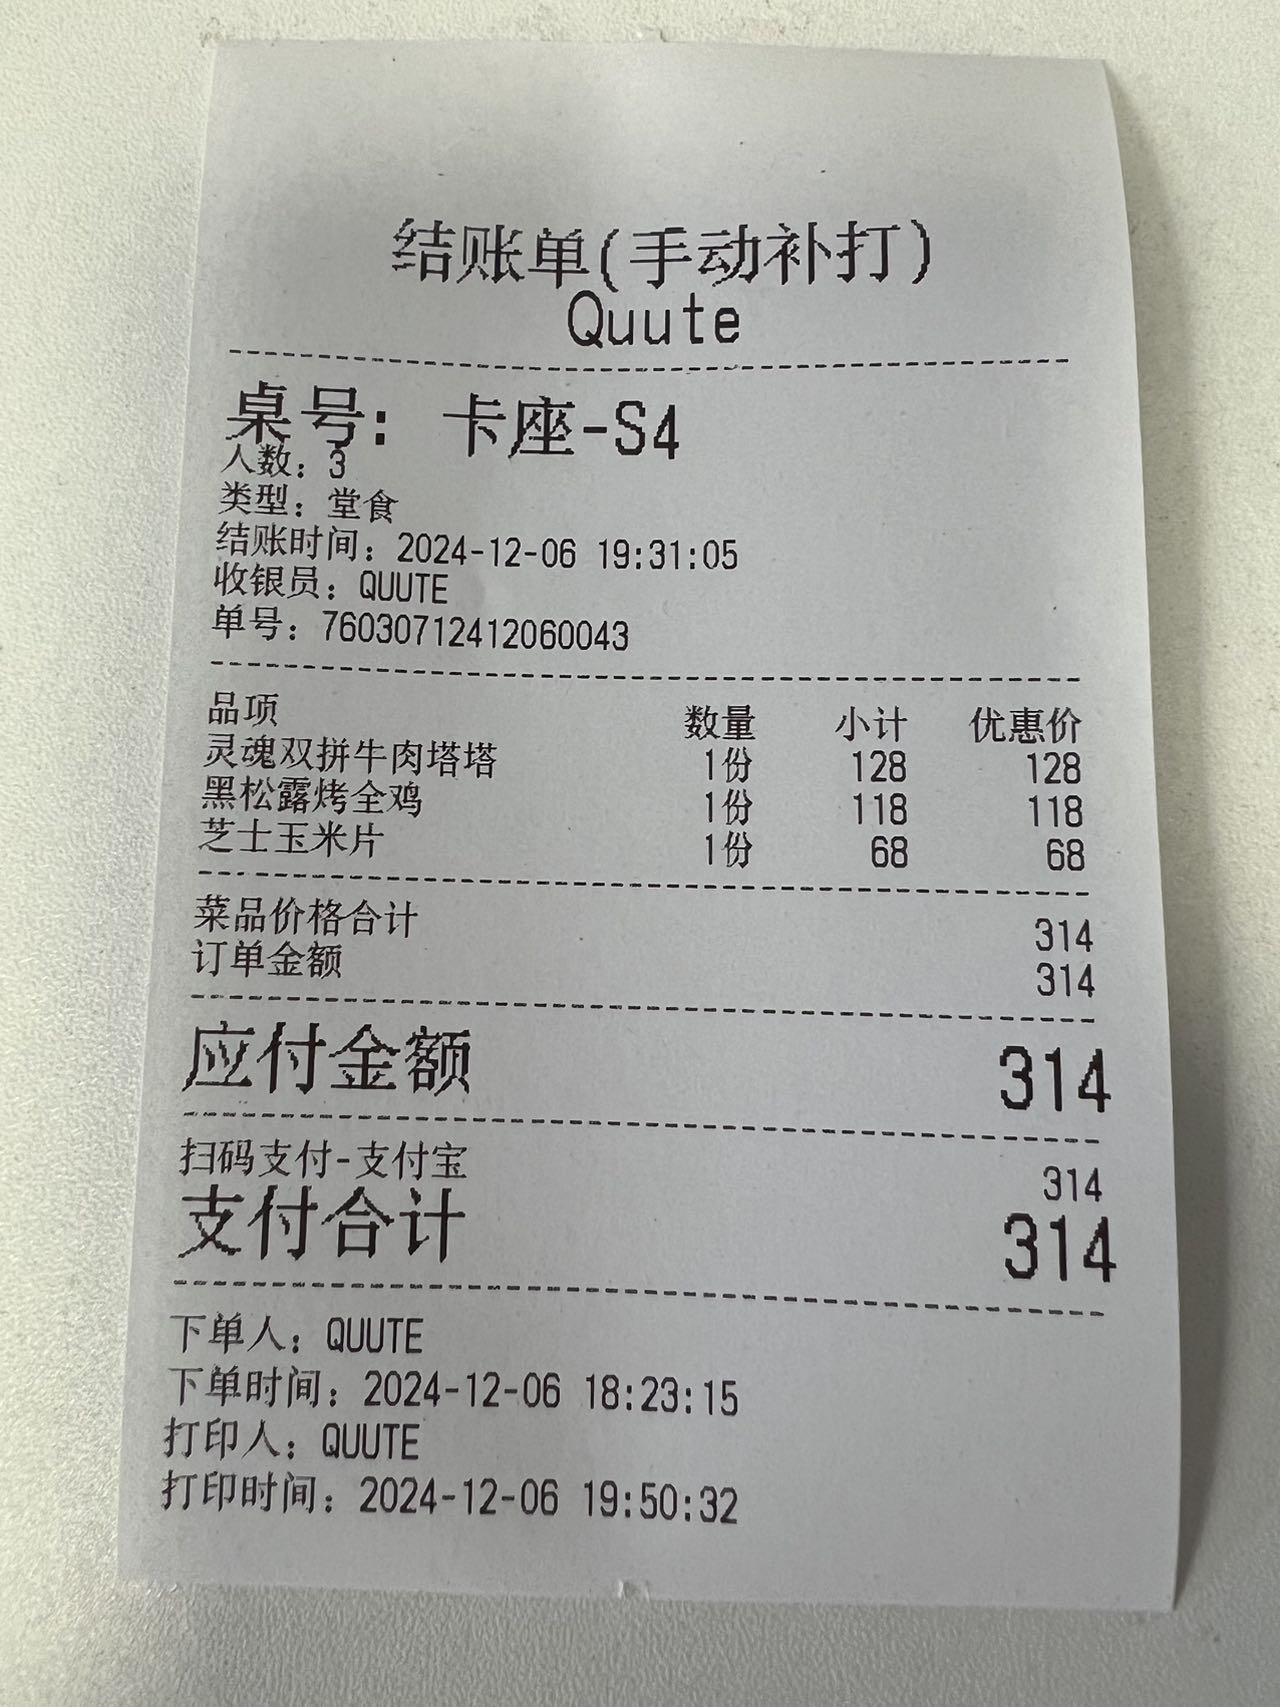 结账单(手动补打)
Quute
桌号: 卡座-S4
人数: 3
类型: 堂食
结账时间: 2024-12-06 19:31:05
收银员: QUUTE
单号: 76030712412060043
品项 数量 小计 优惠价
灵魂双拼牛肉塔塔 1份 128 128
黑松露烤全鸡 1份 118 118
芝士玉米片 1份 68 68
菜品价格合计 314
订单金额 314
应付金额 314
扫码支付-支付宝 314
支付合计 314
下单人: QUUTE
下单时间: 2024-12-06 18:23:15
打印人: QUUTE
打印时间: 2024-12-06 19:50:32